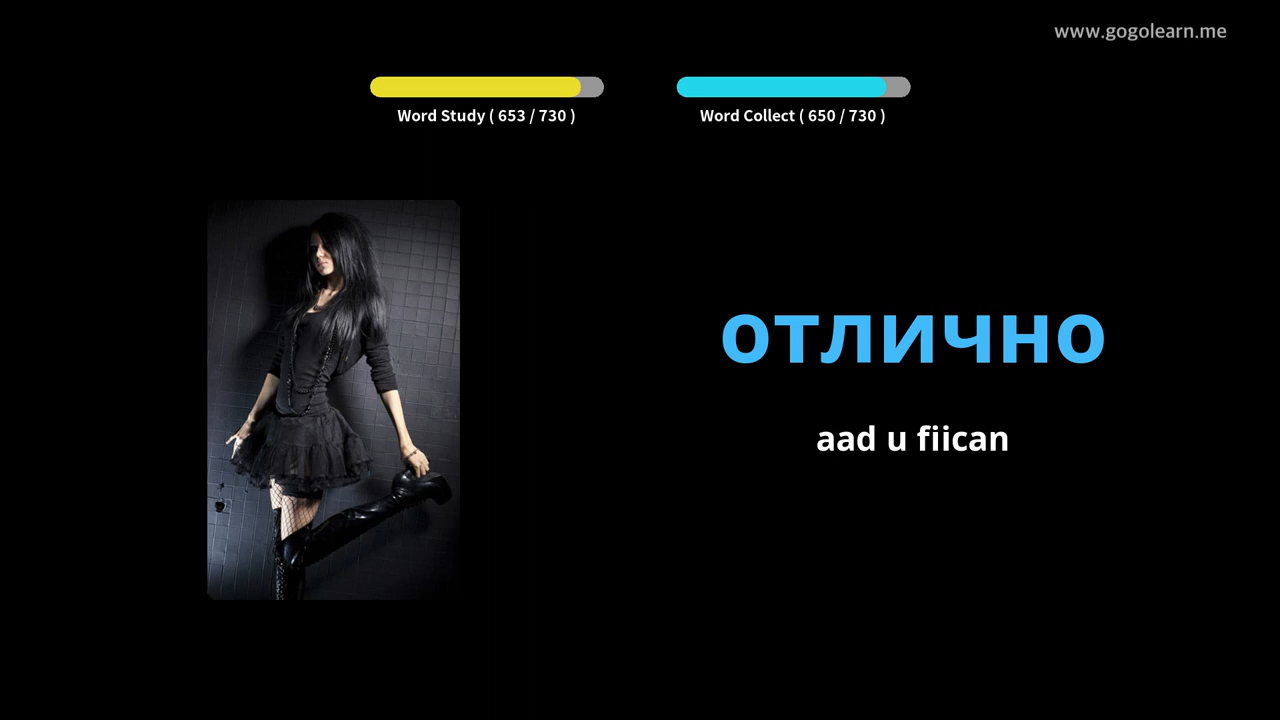 www.gogolearn.me
Word Study ( 653 / 730 )
Word Collect ( 650 / 730 )
отлично
aad u fiican